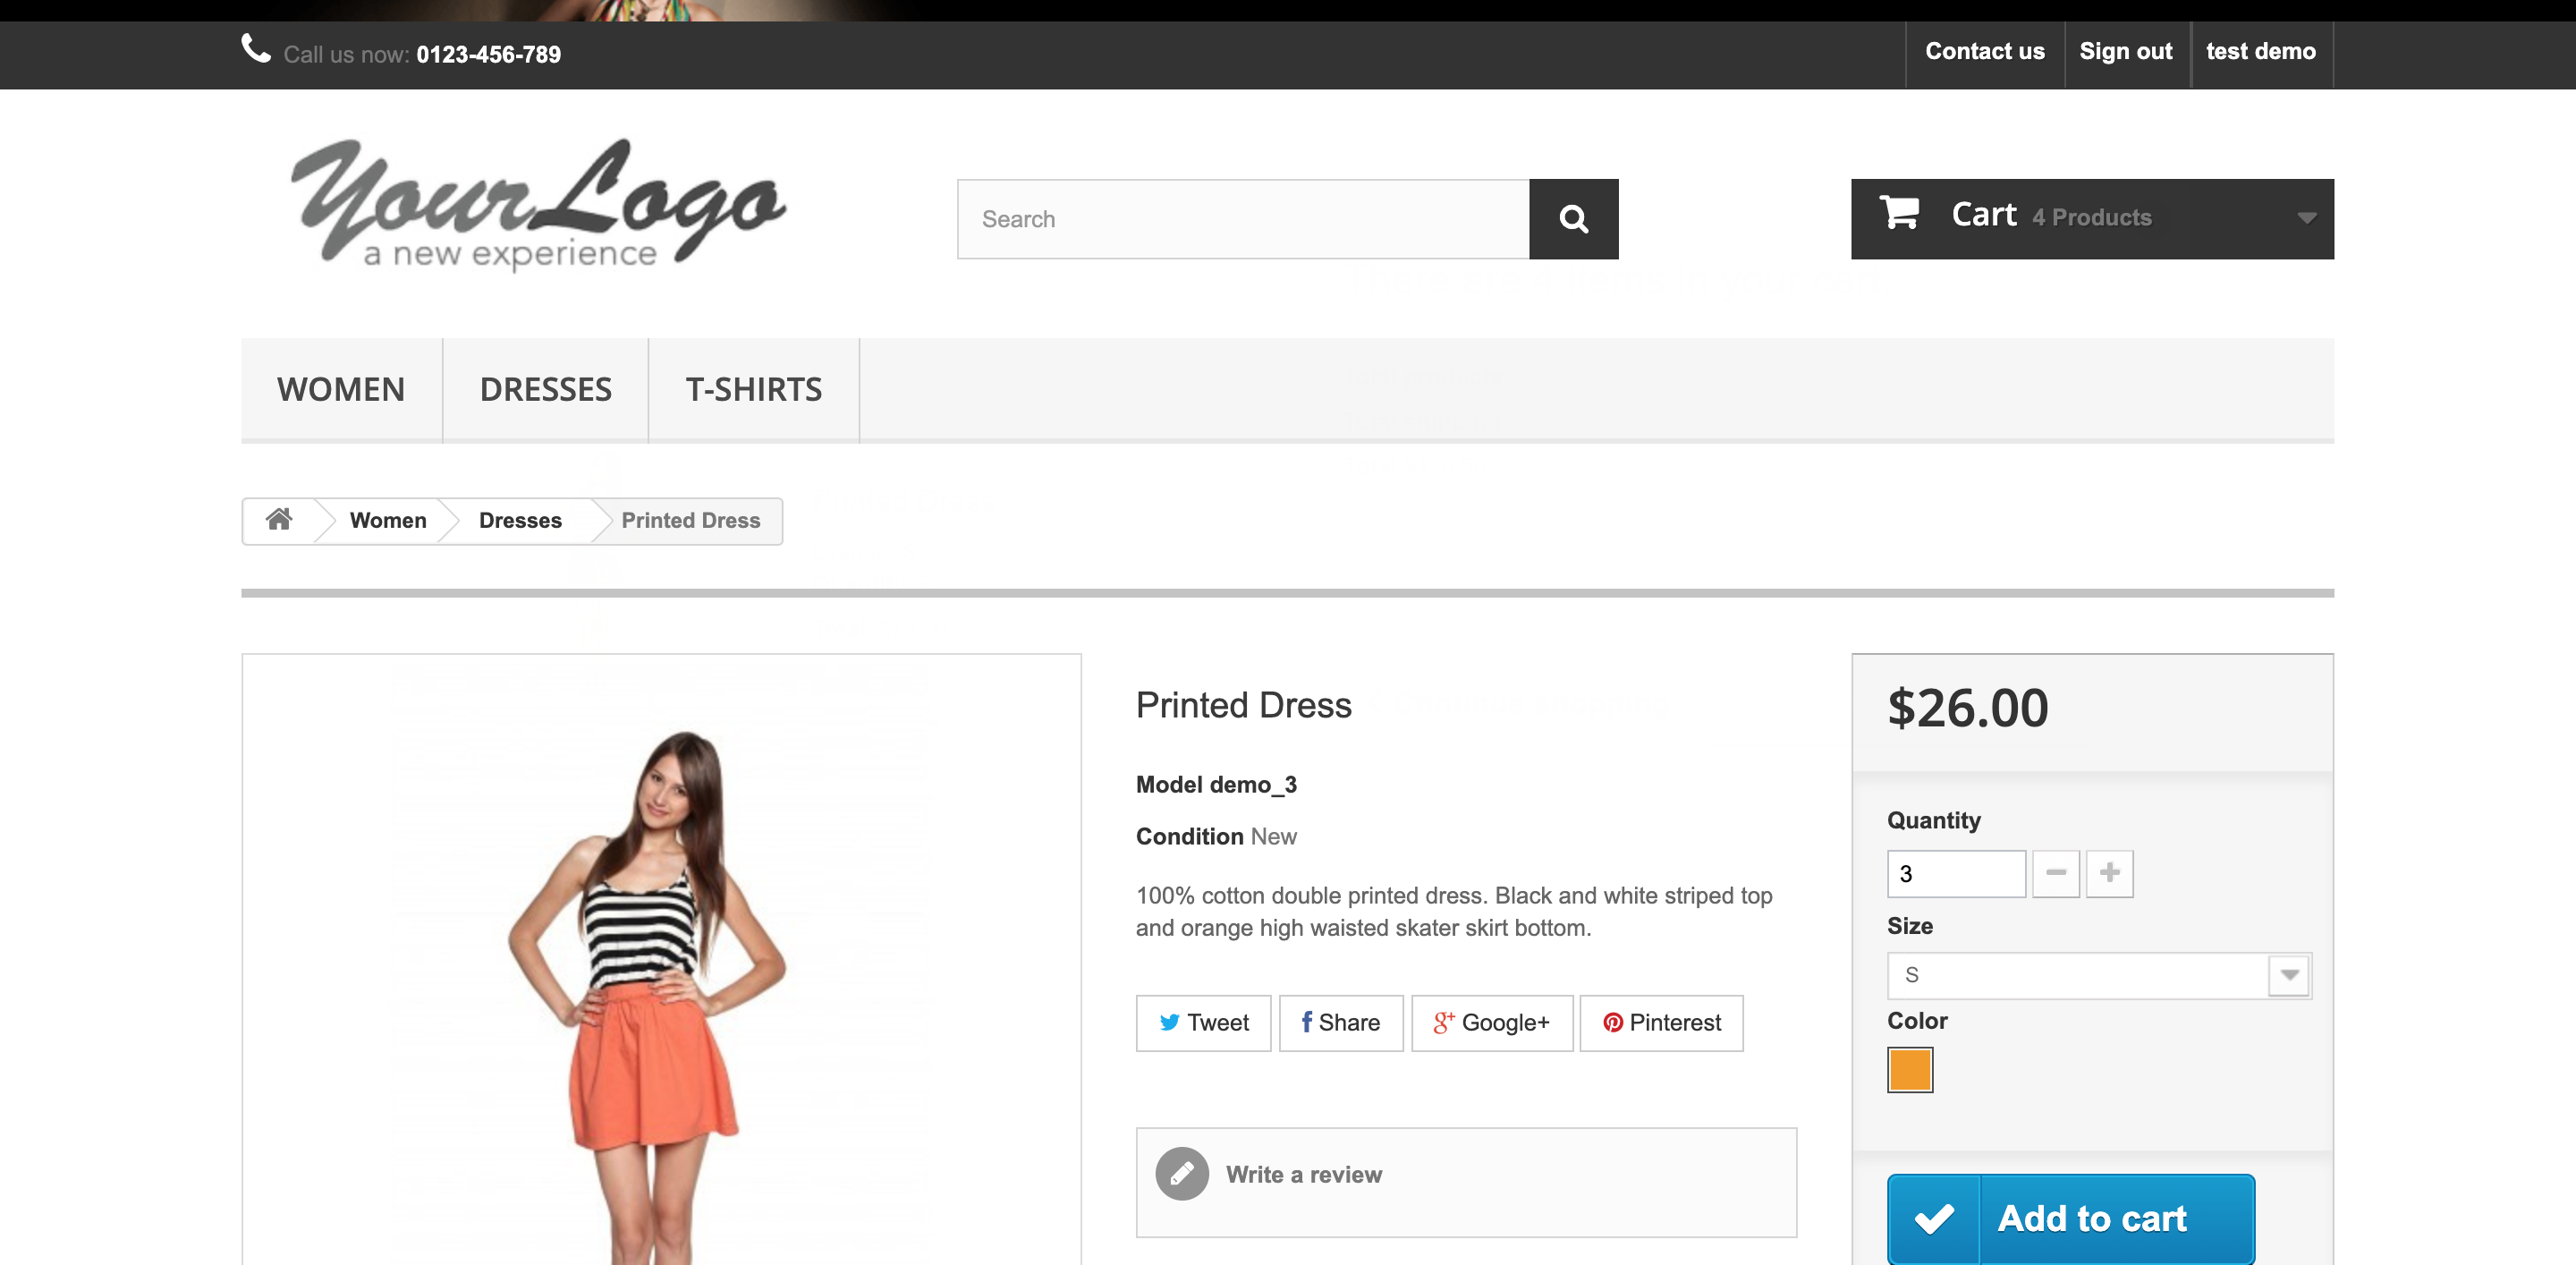 Call us now: 0123-456-789
Contact us
Sign out
test demo
Your Logo
a new experience
Search
Cart 4 Products
WOMEN
DRESSES
T-SHIRTS
Women
Dresses
Printed Dress
Printed Dress
Model demo_3
Condition New
100% cotton double printed dress. Black and white striped top
and orange high waisted skater skirt bottom.
Tweet
Share
Google+
Pinterest
Write a review
$26.00
Quantity
3
Size
S
Color
Add to cart